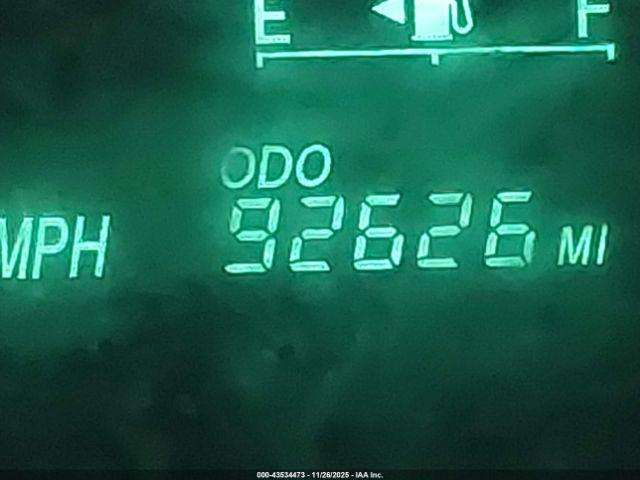 E F
ODO
MPH 92626 MI
000-43534473 - 11/26/2025 - IAA Inc.